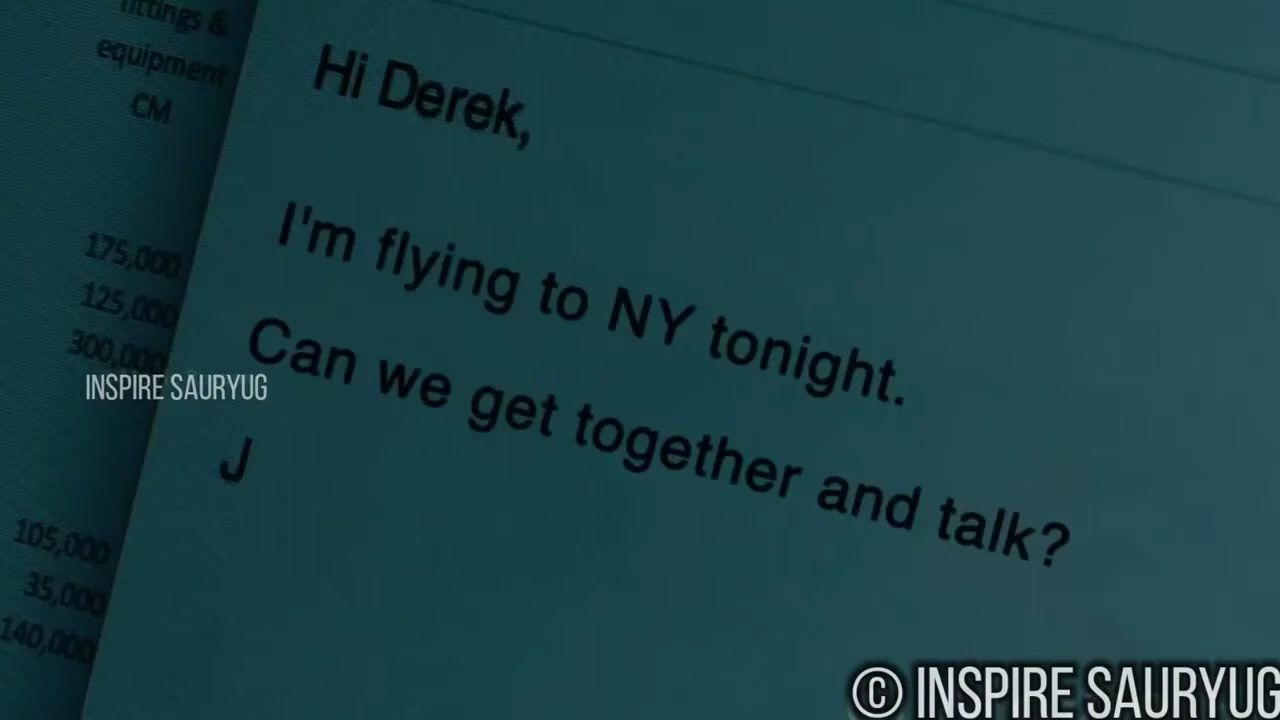 fittings &
equipment
CM
175,000
125,000
300,000
105,000
35,000
140,000
Hi Derek,
I'm flying to NY tonight.
Can we get together and talk?
J
INSPIRE SAURYUG
© INSPIRE SAURYUG